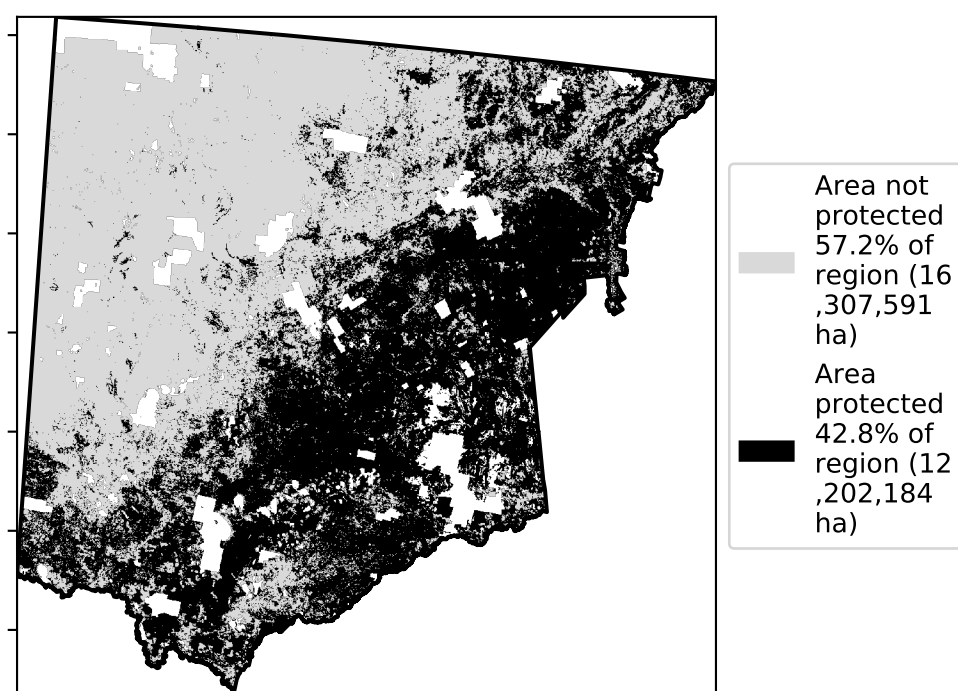 Area not
protected
57.2% of
region (16
,307,591
ha)
Area
protected
42.8% of
region (12
,202,184
ha)